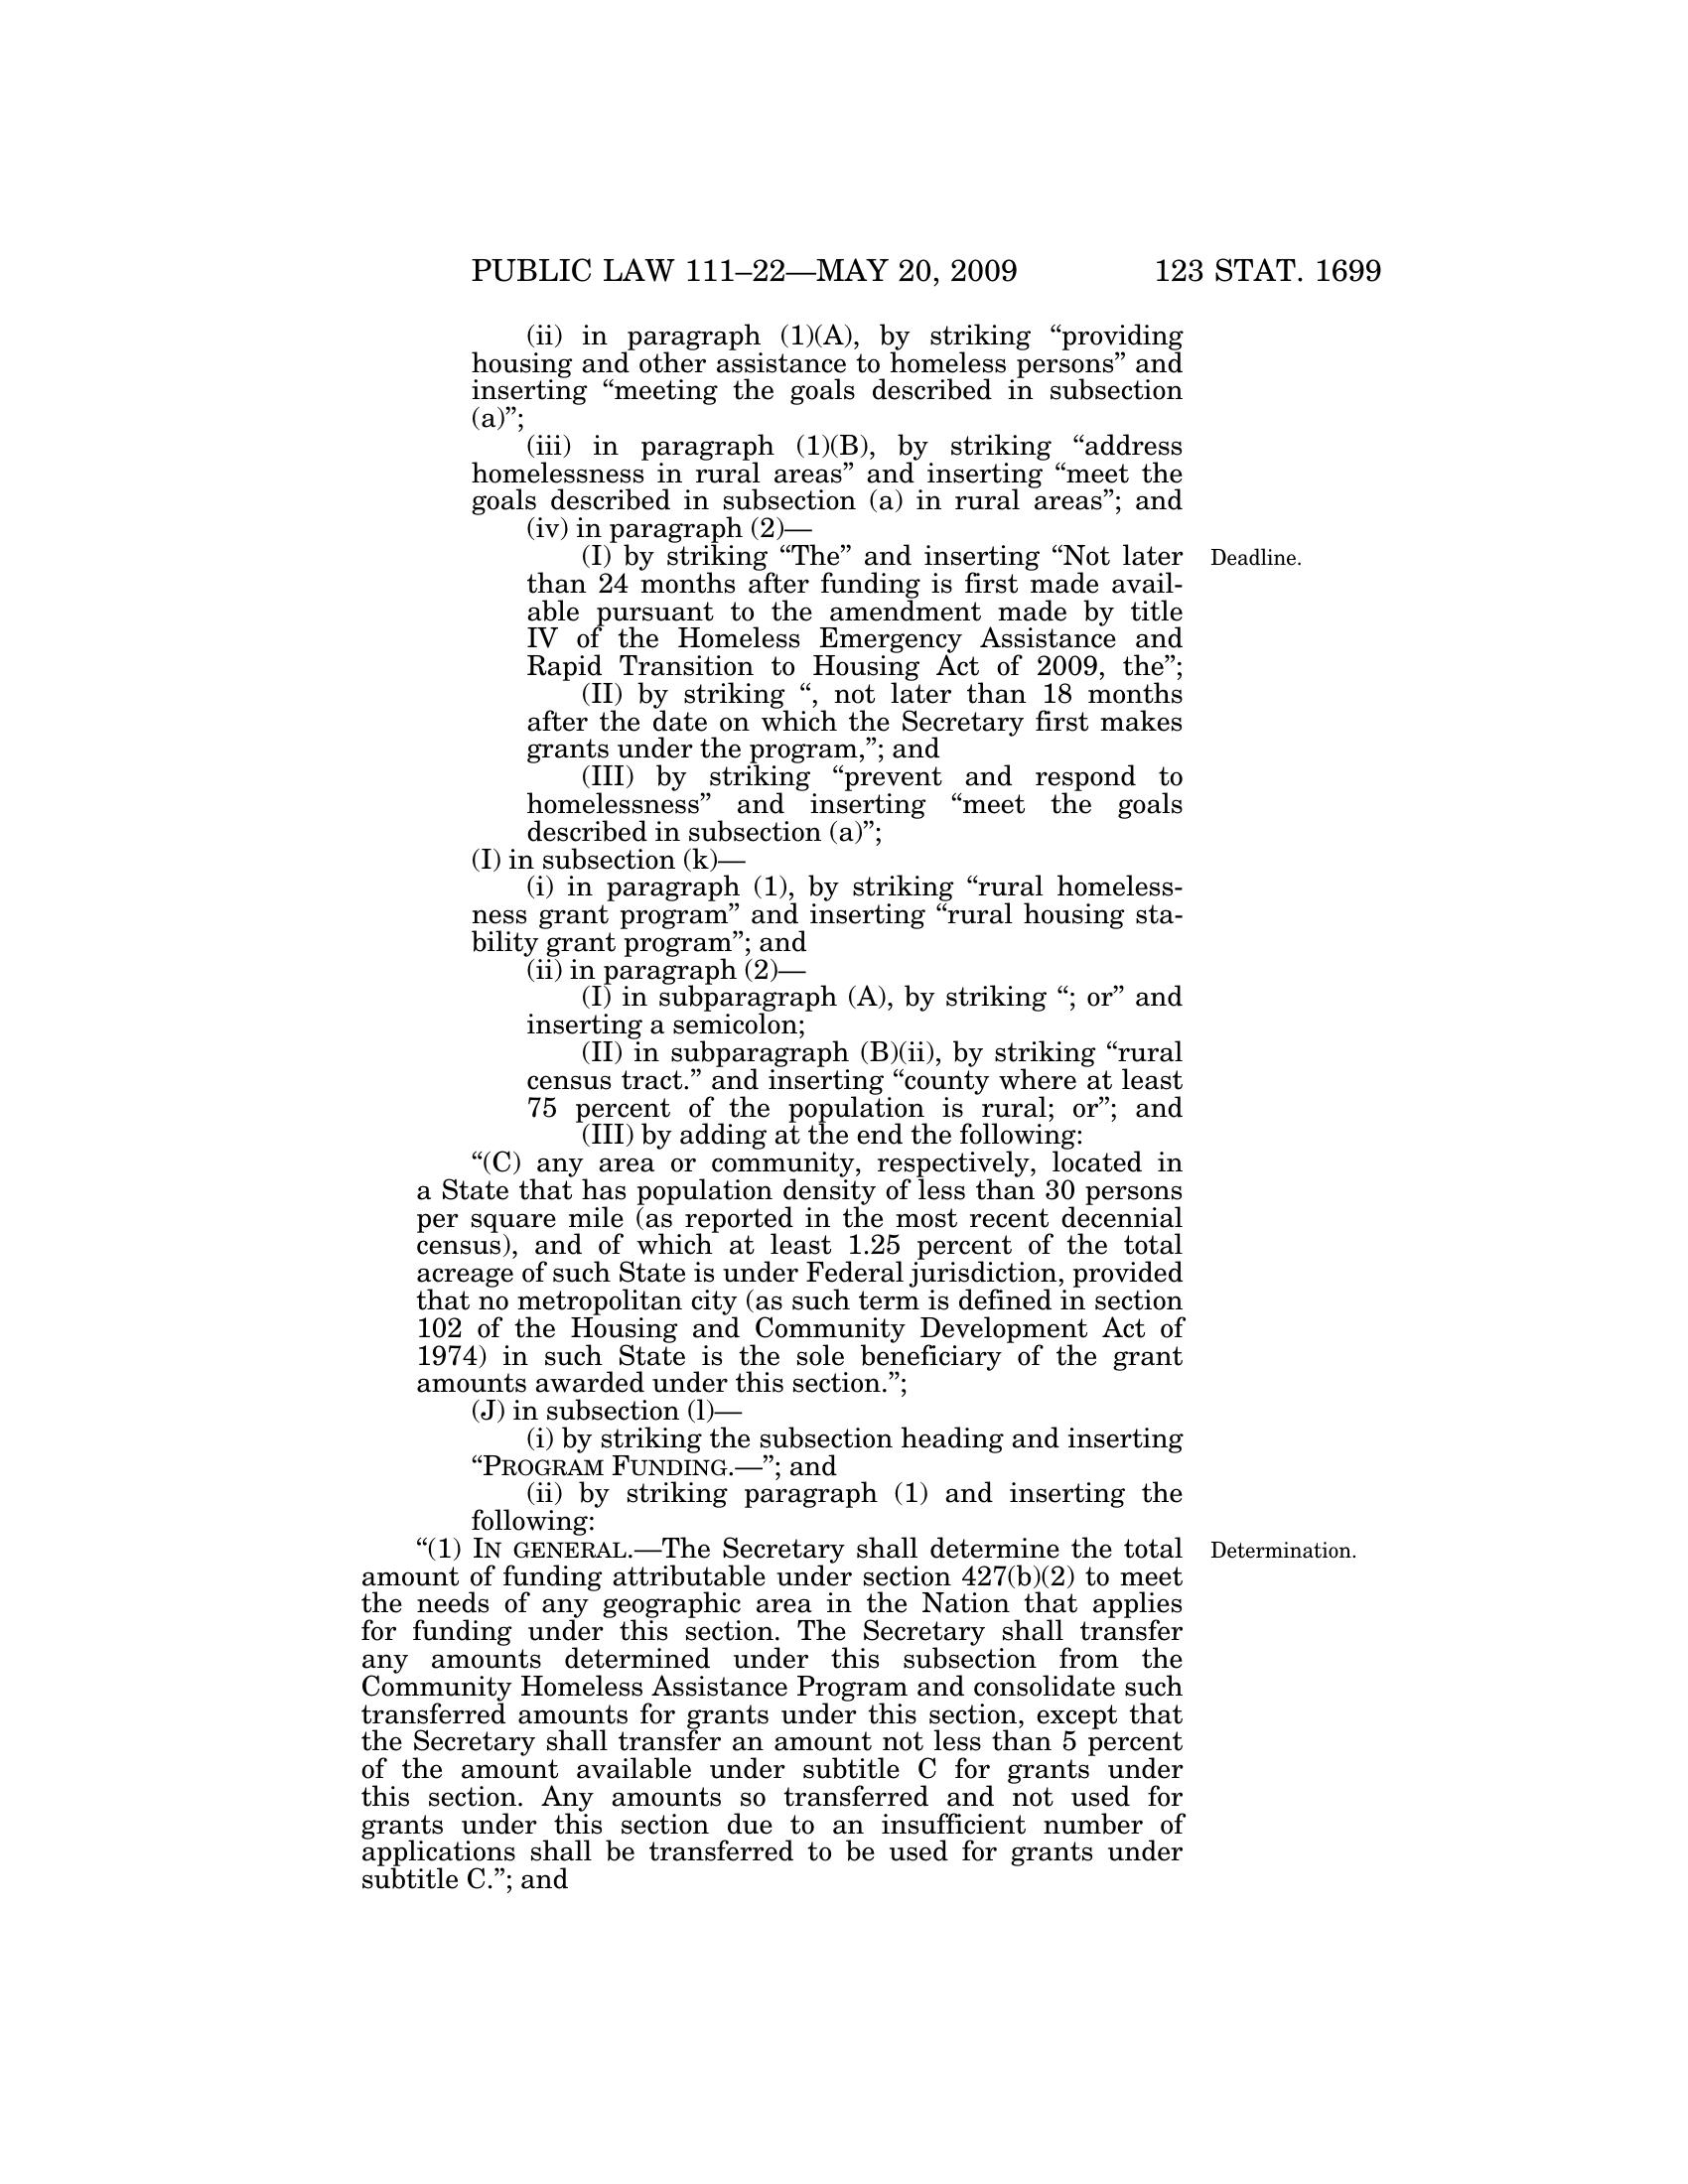 PUBLIC LAW 111–22—MAY 20, 2009 123 STAT. 1699
(ii) in paragraph (1)(A), by striking “providing
housing and other assistance to homeless persons” and
inserting “meeting the goals described in subsection
(a)”;
(iii) in paragraph (1)(B), by striking “address
homelessness in rural areas” and inserting “meet the
goals described in subsection (a) in rural areas”; and
(iv) in paragraph (2)—
(I) by striking “The” and inserting “Not later
Deadline.
than 24 months after funding is first made avail-
able pursuant to the amendment made by title
IV of the Homeless Emergency Assistance and
Rapid Transition to Housing Act of 2009, the”;
(II) by striking “, not later than 18 months
after the date on which the Secretary first makes
grants under the program,”; and
(III) by striking “prevent and respond to
homelessness” and inserting “meet the goals
described in subsection (a)”;
(I) in subsection (k)—
(i) in paragraph (1), by striking “rural homeless-
ness grant program” and inserting “rural housing sta-
bility grant program”; and
(ii) in paragraph (2)—
(I) in subparagraph (A), by striking “; or” and
inserting a semicolon;
(II) in subparagraph (B)(ii), by striking “rural
census tract.” and inserting “county where at least
75 percent of the population is rural; or”; and
(III) by adding at the end the following:
“(C) any area or community, respectively, located in
a State that has population density of less than 30 persons
per square mile (as reported in the most recent decennial
census), and of which at least 1.25 percent of the total
acreage of such State is under Federal jurisdiction, provided
that no metropolitan city (as such term is defined in section
102 of the Housing and Community Development Act of
1974) in such State is the sole beneficiary of the grant
amounts awarded under this section.”;
(J) in subsection (l)—
(i) by striking the subsection heading and inserting
“PROGRAM FUNDING.—”; and
(ii) by striking paragraph (1) and inserting the
following:
“(1) IN GENERAL.—The Secretary shall determine the total
Determination.
amount of funding attributable under section 427(b)(2) to meet
the needs of any geographic area in the Nation that applies
for funding under this section. The Secretary shall transfer
any amounts determined under this subsection from the
Community Homeless Assistance Program and consolidate such
transferred amounts for grants under this section, except that
the Secretary shall transfer an amount not less than 5 percent
of the amount available under subtitle C for grants under
this section. Any amounts so transferred and not used for
grants under this section due to an insufficient number of
applications shall be transferred to be used for grants under
subtitle C.”; and